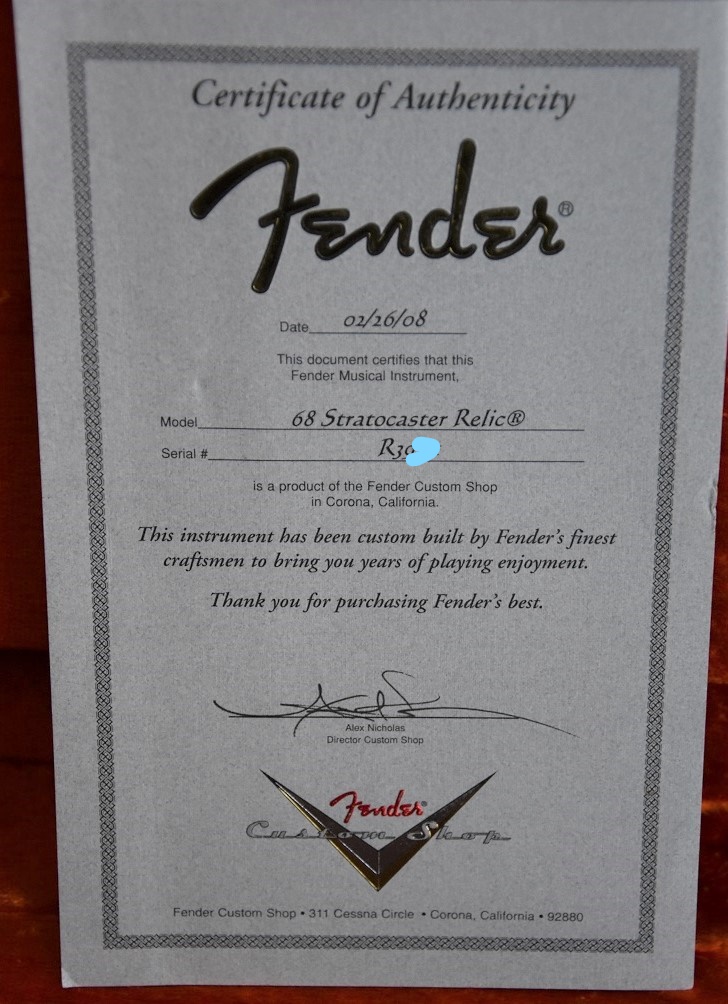 Certificate of Authenticity
Fender®
Date 02/26/08
This document certifies that this
Fender Musical Instrument,
Model 68 Stratocaster Relic®
Serial # R30
is a product of the Fender Custom Shop
in Corona, California.
This instrument has been custom built by Fender's finest
craftsmen to bring you years of playing enjoyment.
Thank you for purchasing Fender's best.
Alex Nicholas
Director Custom Shop
Fender®
Custom Shop
Fender Custom Shop • 311 Cessna Circle • Corona, California • 92880